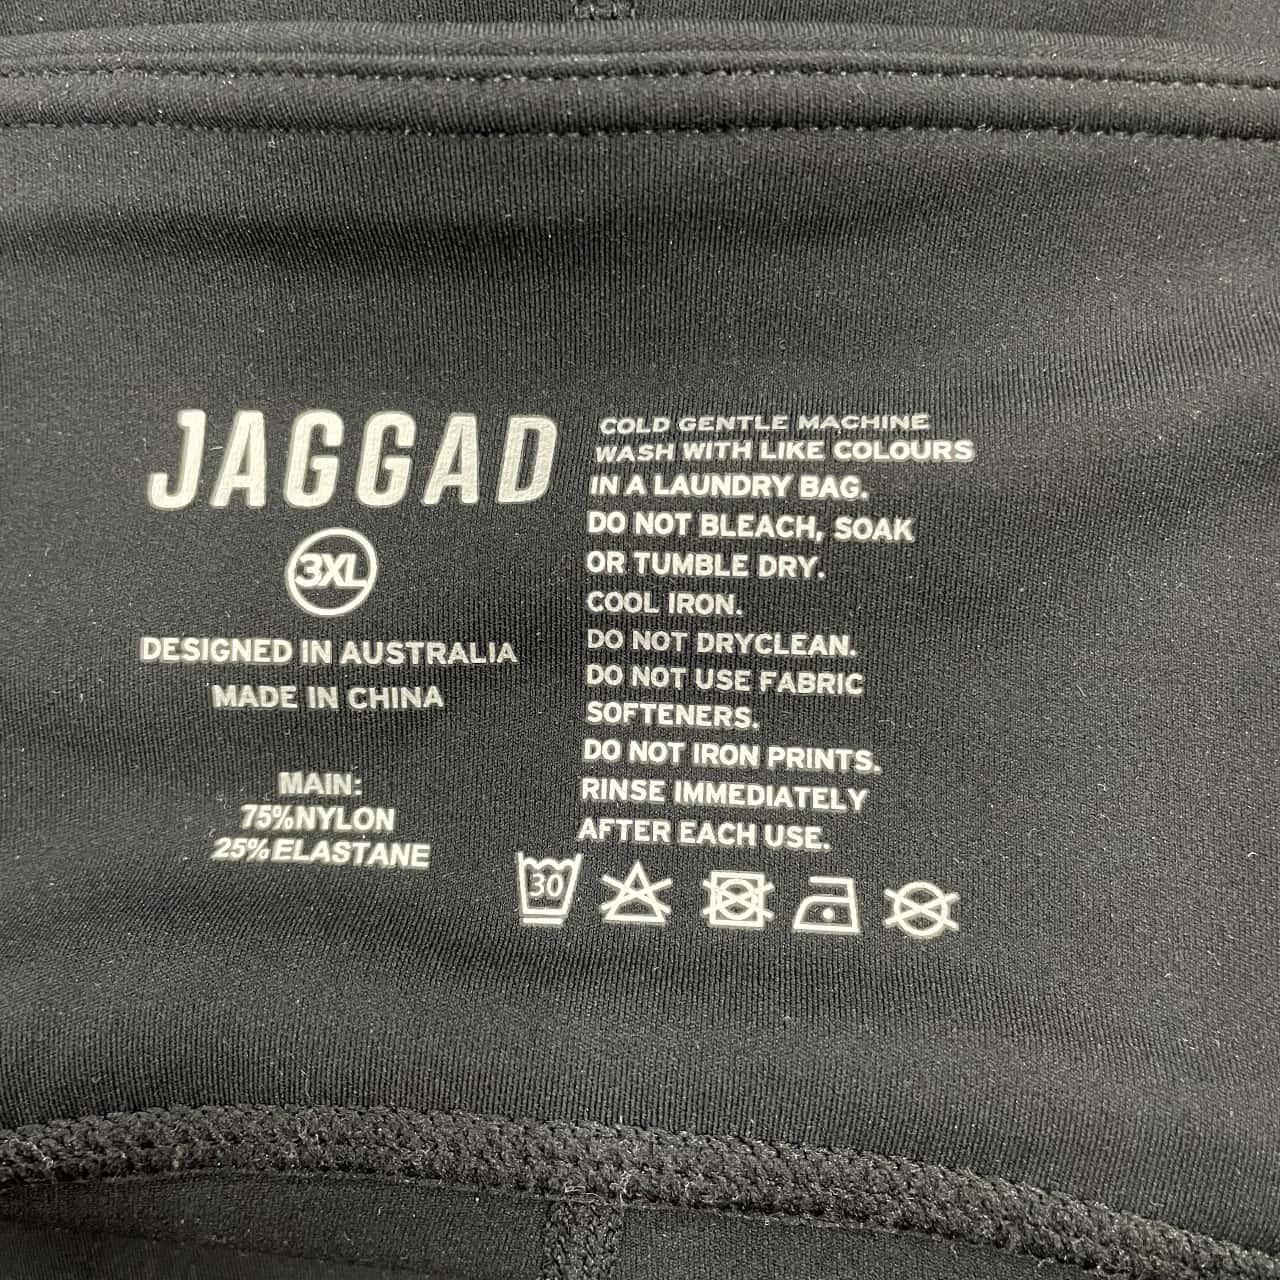 JAGGAD
3XL
DESIGNED IN AUSTRALIA
MADE IN CHINA
MAIN:
75%NYLON
25%ELASTANE
COLD GENTLE MACHINE
WASH WITH LIKE COLOURS
IN A LAUNDRY BAG.
DO NOT BLEACH, SOAK
OR TUMBLE DRY.
COOL IRON.
DO NOT DRYCLEAN.
DO NOT USE FABRIC
SOFTENERS.
DO NOT IRON PRINTS.
RINSE IMMEDIATELY
AFTER EACH USE.
30